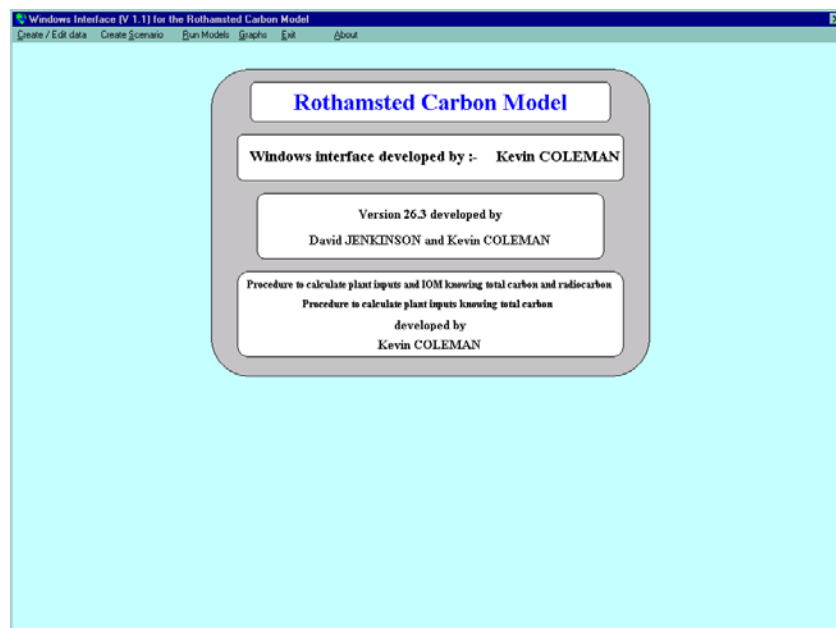 Windows Interface (V 1.1) for the Rothamsted Carbon Model
Create / Edit data Create Scenario Run Models Graphs Exit About
Rothamsted Carbon Model
Windows interface developed by :- Kevin COLEMAN
Version 26.3 developed by
David JENKINSON and Kevin COLEMAN
Procedure to calculate plant inputs and IOM knowing total carbon and radiocarbon
Procedure to calculate plant inputs knowing total carbon
developed by
Kevin COLEMAN